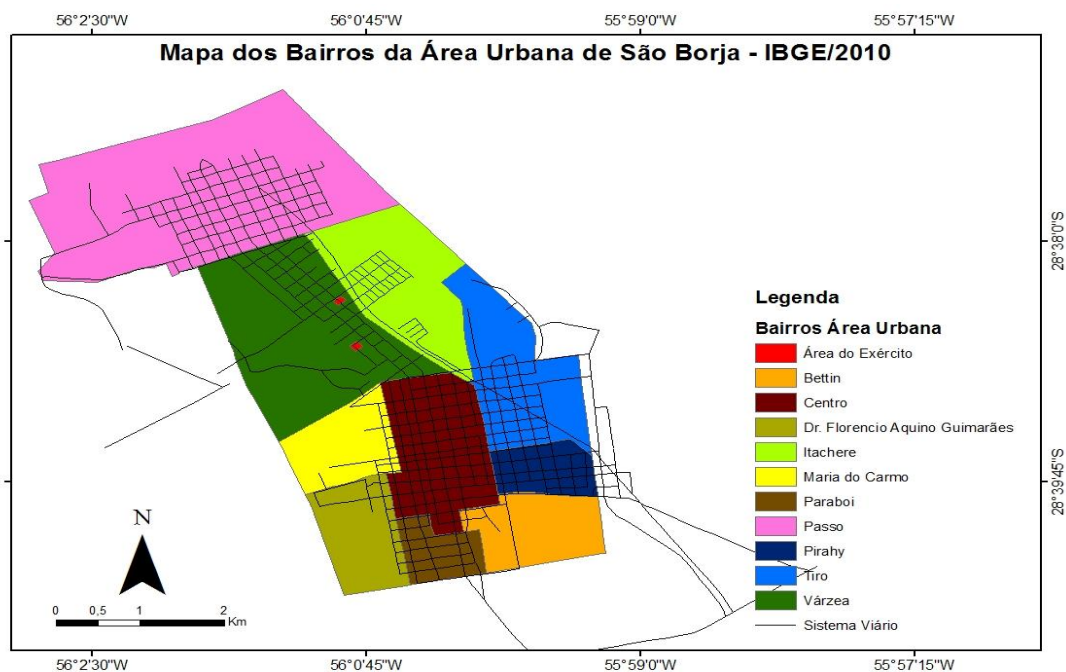 56°2'30"W
56°0'45"W
55°59'0"W
55°57'15"W
Mapa dos Bairros da Área Urbana de São Borja - IBGE/2010
28°38'0"S
28°39'45"S
Legenda
Bairros Área Urbana
Área do Exército
Bettin
Centro
Dr. Florencio Aquino Guimarães
Itachere
Maria do Carmo
Paraboi
Passo
Pirahy
Tiro
Várzea
Sistema Viário
N
0 0,5 1 2
Km
56°2'30"W
56°0'45"W
55°59'0"W
55°57'15"W